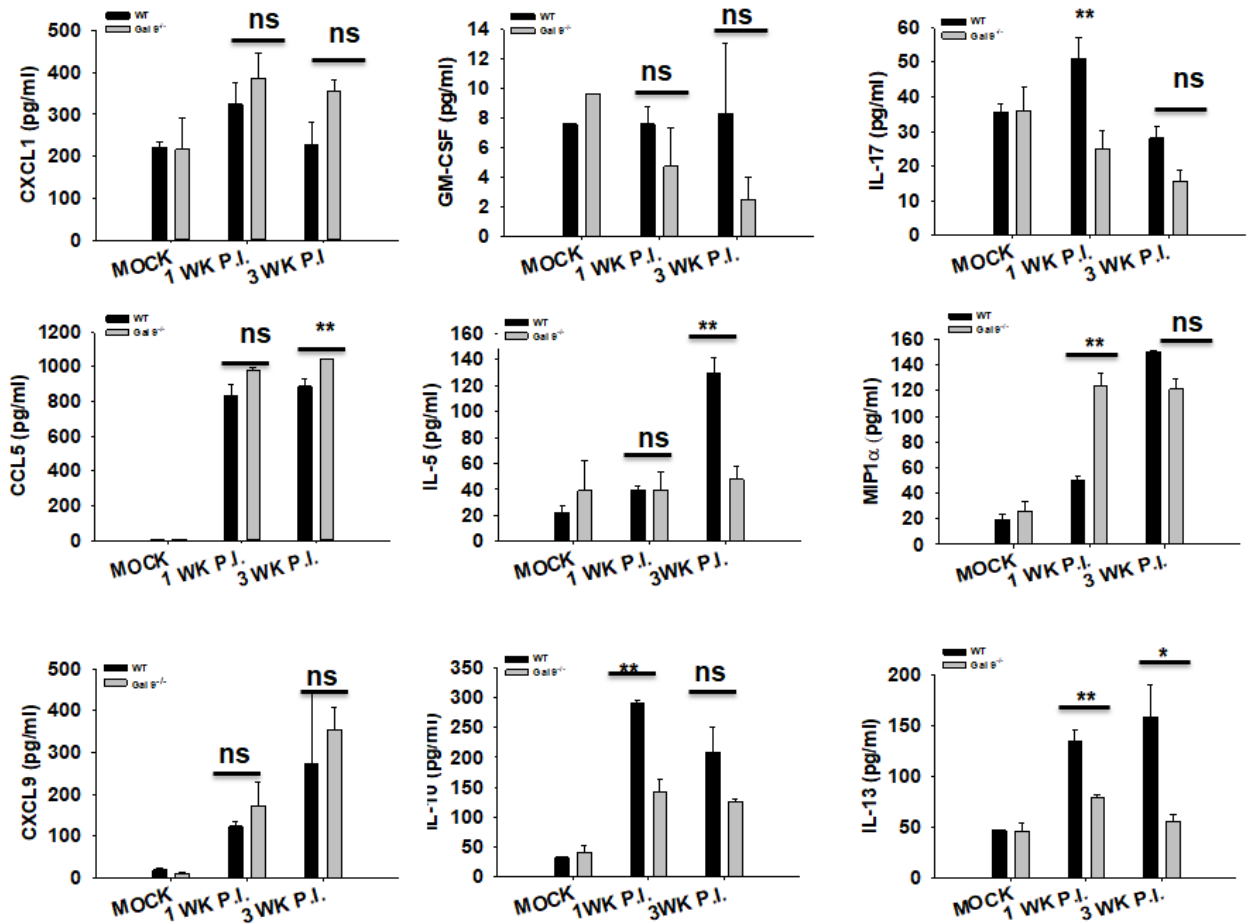 WT
Gal 9-/-
ns
ns
500
400
300
200
100
0
CXCL1 (pg/ml)
MOCK
1 WK P.I.
3 WK P.I
WT
Gal 9-/-
ns
ns
14
12
10
8
6
4
2
0
GM-CSF (pg/ml)
MOCK
1 WK P.I.
3 WK P.I.
WT
Gal 9-/-
**
ns
60
50
40
30
20
10
0
IL-17 (pg/ml)
MOCK
1 WK P.I.
3 WK P.I.
WT
Gal 9-/-
ns
**
1200
1000
800
600
400
200
0
CCL5 (pg/ml)
MOCK
1 WK P.I.
3 WK P.I.
WT
Gal 9-/-
ns
**
160
140
120
100
80
60
40
20
0
IL-5 (pg/ml)
MOCK
1 WK P.I.
3WK P.I.
WT
Gal 9-/-
**
ns
160
140
120
100
80
60
40
20
0
MIP1α (pg/ml)
MOCK
1 WK P.I.
3 WK P.I.
WT
Gal 9-/-
ns
ns
500
400
300
200
100
0
CXCL9 (pg/ml)
MOCK
1 WK P.I.
3 WK P.I.
WT
Gal 9-/-
**
ns
350
300
250
200
150
100
50
0
IL-10 (pg/ml)
MOCK
1WK P.I.
3WK P.I.
WT
Gal 9-/-
**
*
200
150
100
50
0
IL-13 (pg/ml)
MOCK
1 WK P.I.
3 WK P.I.